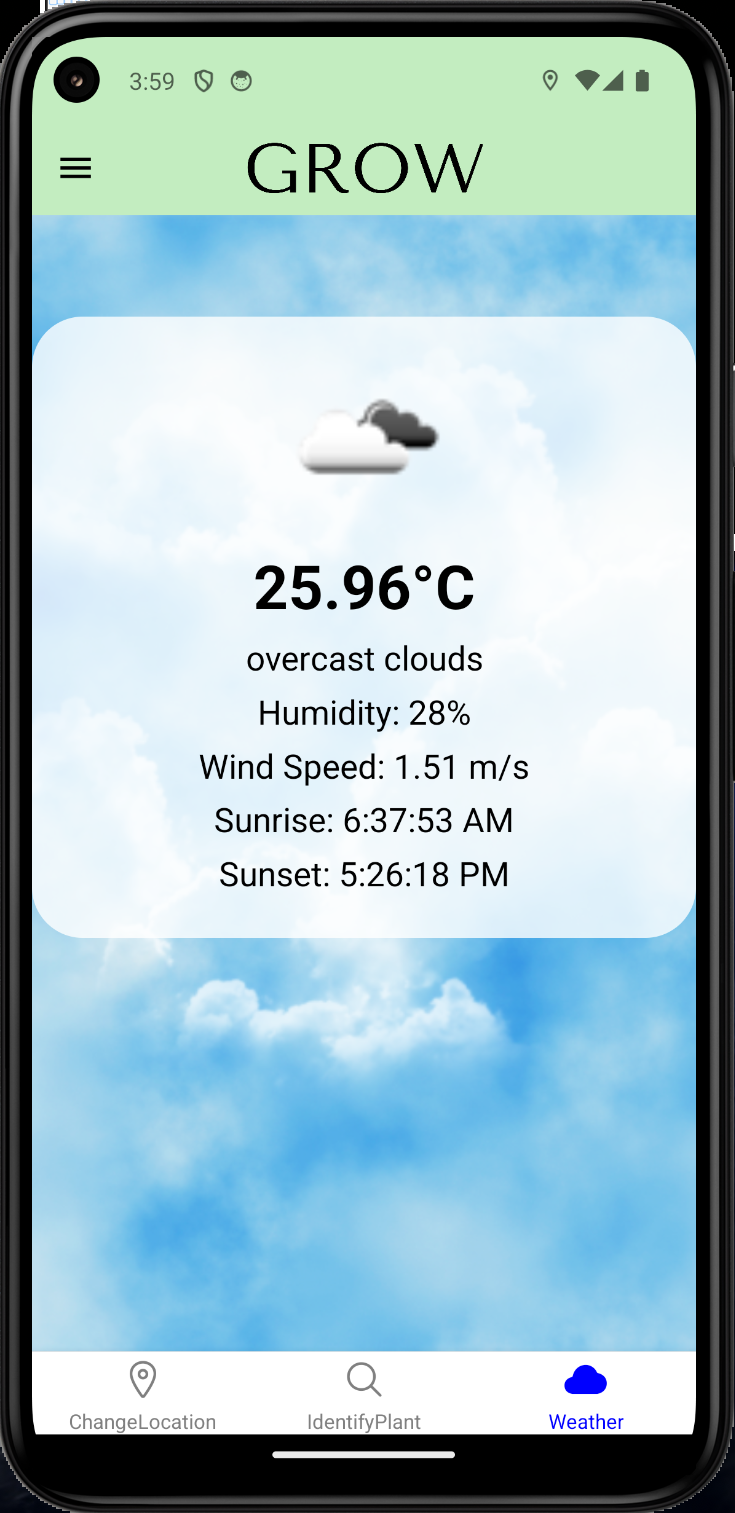 3:59
GROW
25.96°C
overcast clouds
Humidity: 28%
Wind Speed: 1.51 m/s
Sunrise: 6:37:53 AM
Sunset: 5:26:18 PM
ChangeLocation IdentifyPlant Weather